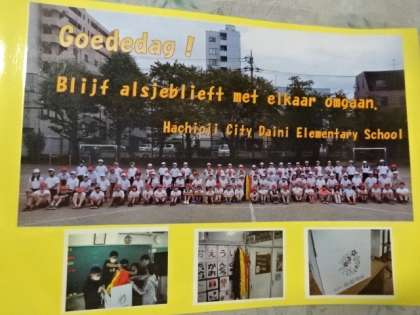 Goededag !
Blijf alsjeblieft met elkaar omgaan.
Hachioji City Daini Elementary School